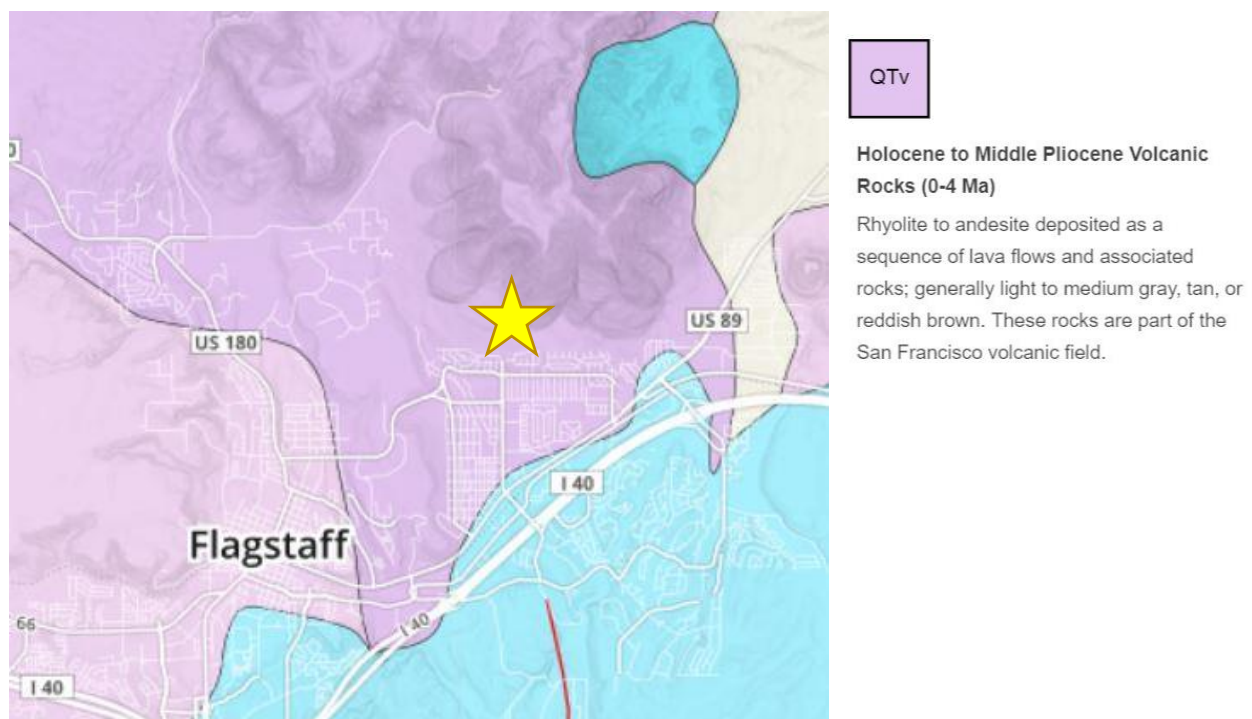 QTv
Holocene to Middle Pliocene Volcanic
Rocks (0-4 Ma)
Rhyolite to andesite deposited as a
sequence of lava flows and associated
rocks; generally light to medium gray, tan, or
reddish brown. These rocks are part of the
San Francisco volcanic field.
0
US 180
US 89
I 40
Flagstaff
66
I 40
I 40